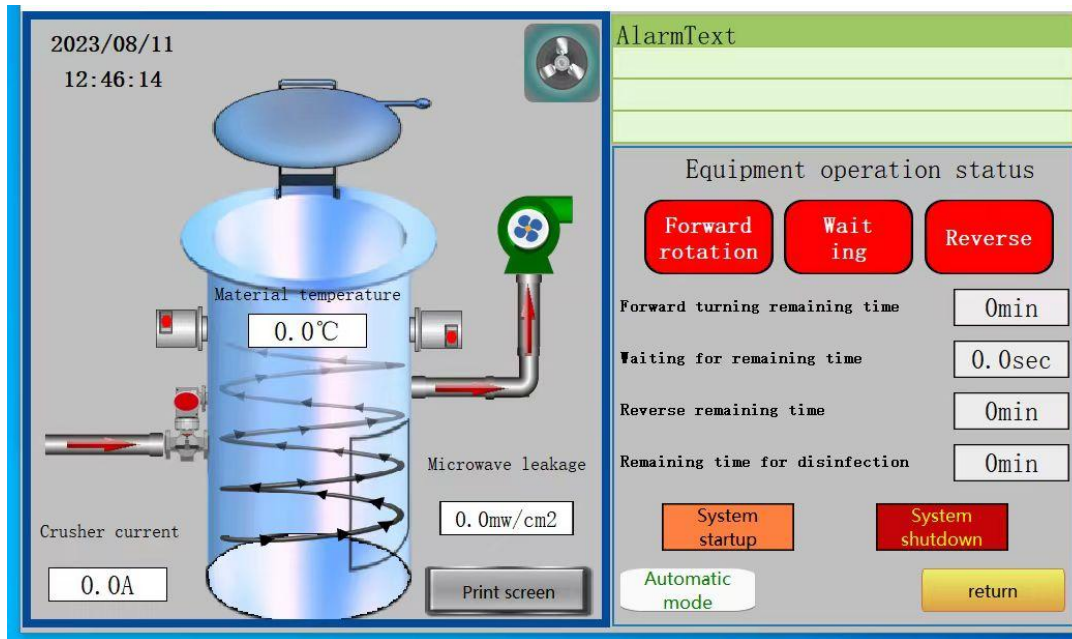 2023/08/11
12:46:14
Material temperature
0.0℃
Microwave leakage
0.0mw/cm2
Crusher current
0.0A
Print screen
AlarmText
Equipment operation status
Forward
rotation
Wait
ing
Reverse
Forward turning remaining time
0min
Waiting for remaining time
0.0sec
Reverse remaining time
0min
Remaining time for disinfection
0min
System
startup
System
shutdown
Automatic
mode
return